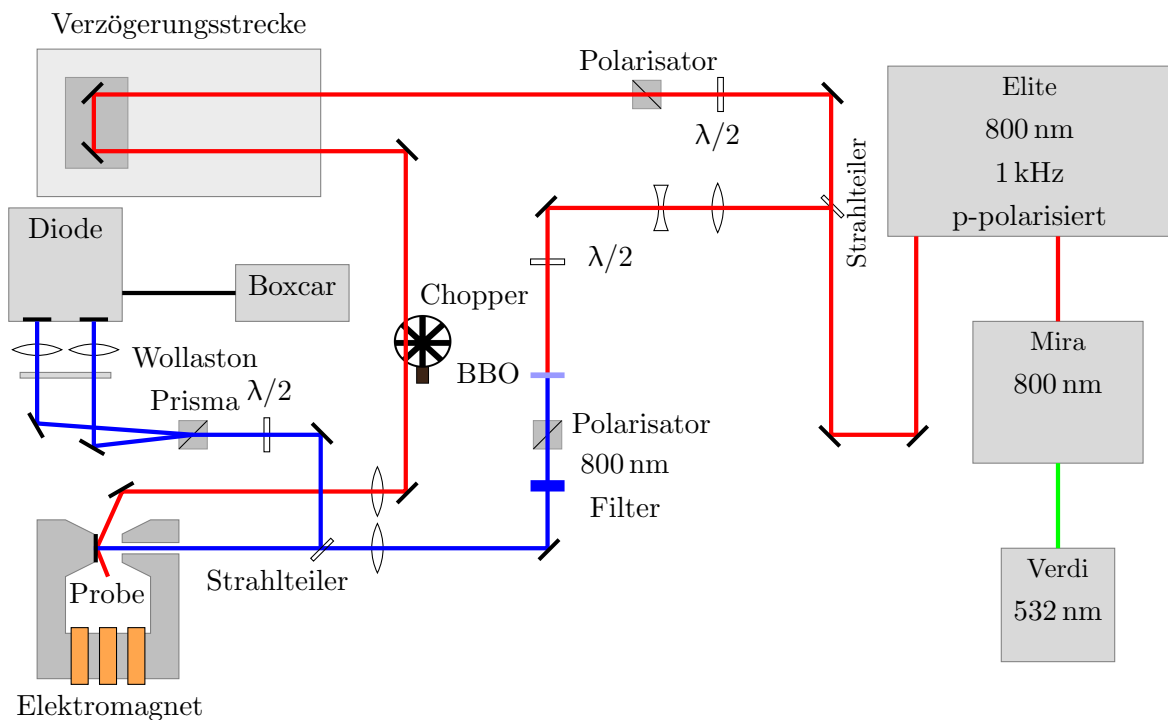 Verzögerungsstrecke
Polarisator
λ/2
Elite
800 nm
1 kHz
p-polarisiert
Strahlteiler
Diode
Boxcar
λ/2
Chopper
Mira
800 nm
Wollaston
Prisma
λ/2
BBO
Polarisator
800 nm
Filter
Strahlteiler
Probe
Verdi
532 nm
Elektromagnet